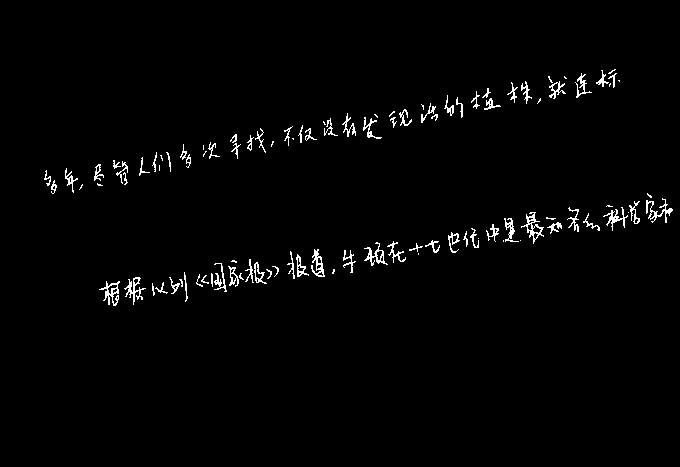 多年,尽管人们多次寻找,不仅没有发现活的植株,就连标
根据以列《国家报》报道,牛顿在十七世纪中是最知名的科学家和